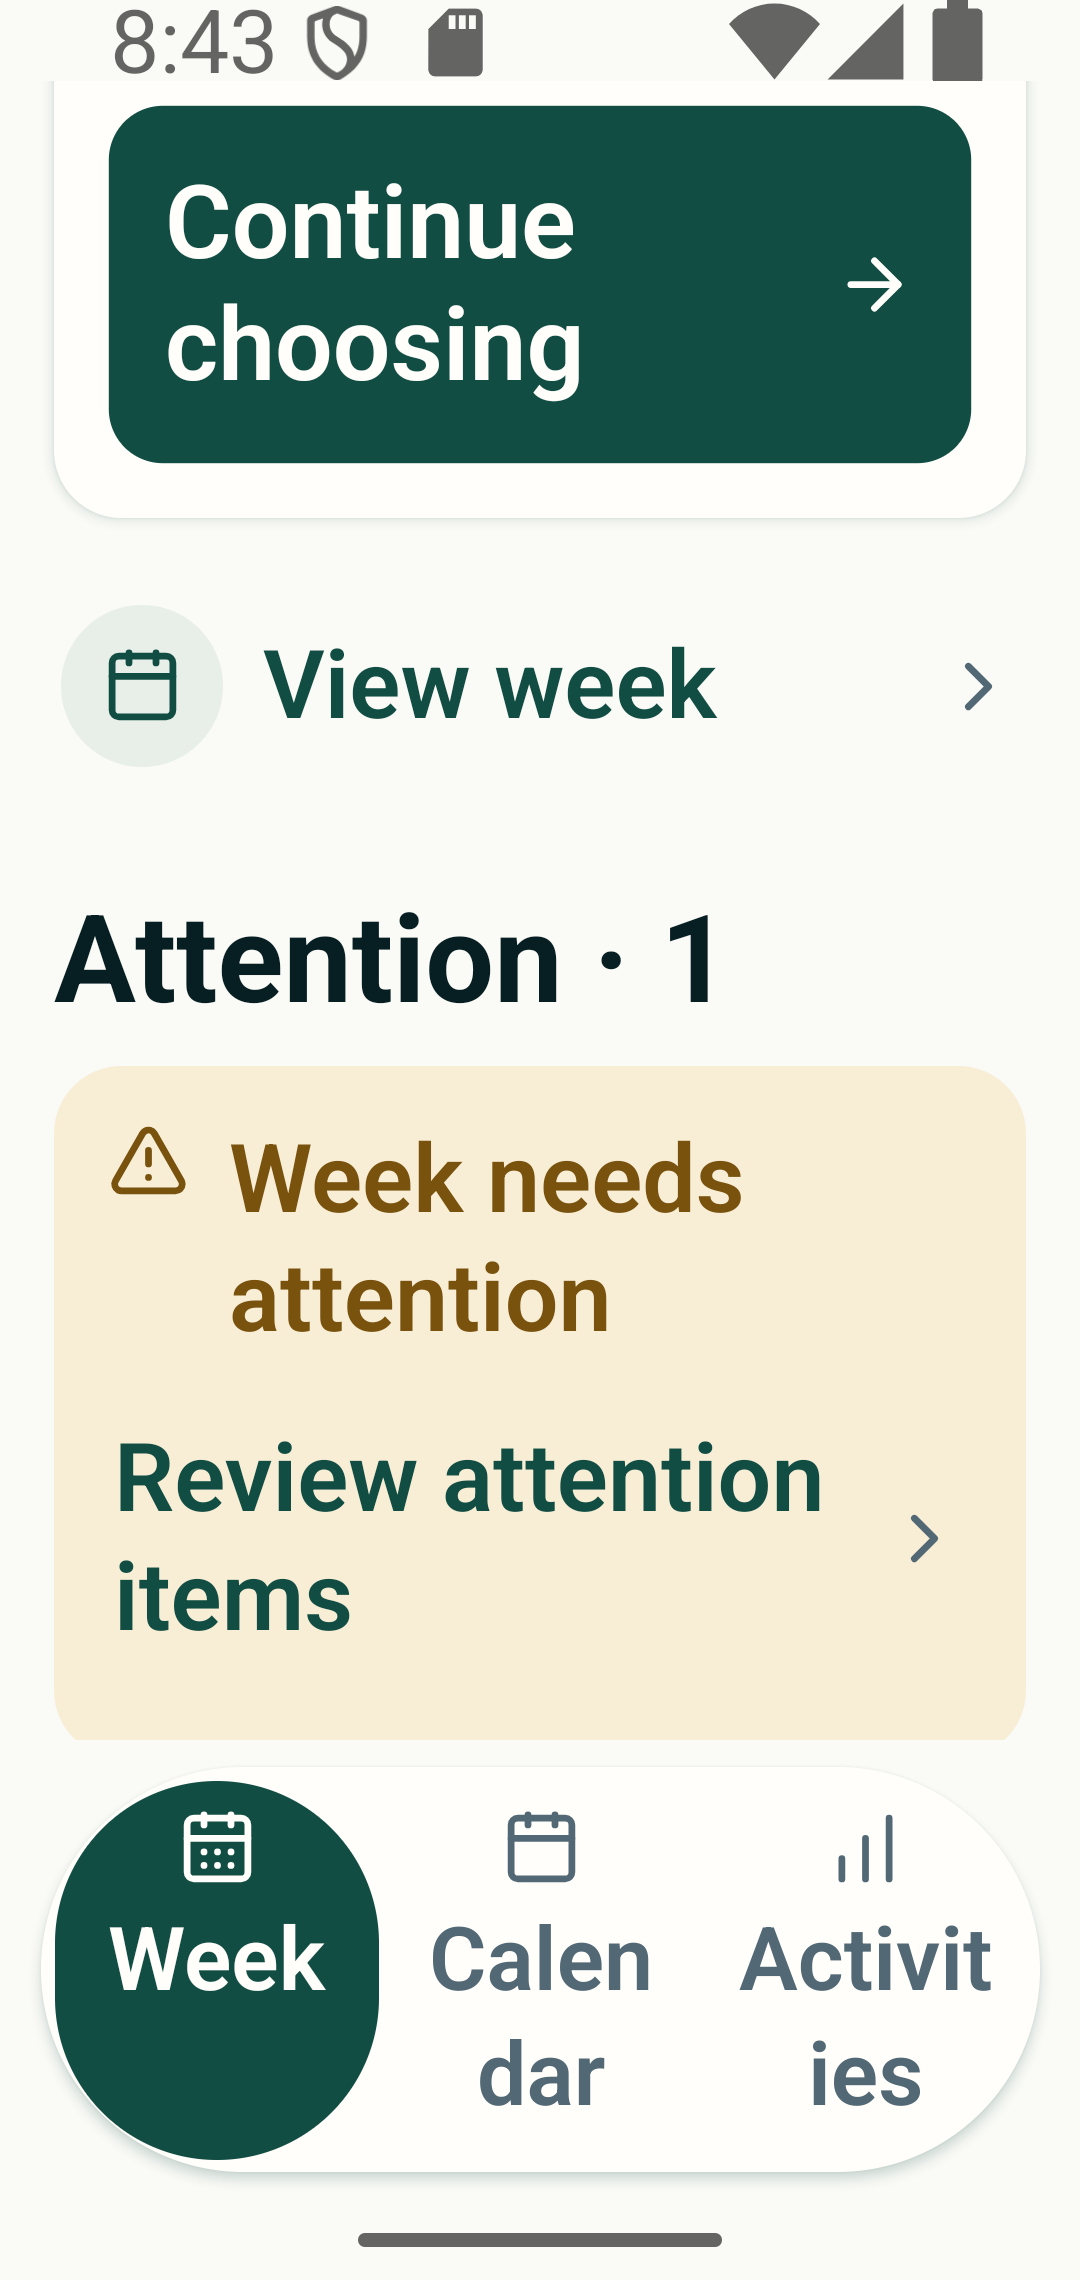 8:43
Continue
choosing
View week
Attention · 1
Week needs
attention
Review attention
items
Week
Calen
dar
Activit
ies